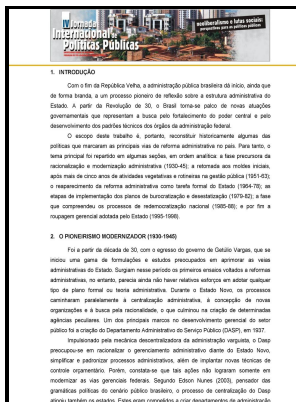 IV Jornada
Internacional de
Políticas Públicas
neoliberalismo e lutas sociais:
perspectivas para as políticas públicas
1. INTRODUÇÃO
Com o fim da República Velha, a administração pública brasileira dá início, ainda que
de forma branda, a um processo pioneiro de reflexão sobre a estrutura administrativa do
Estado. A partir da Revolução de 30, o Brasil torna-se palco de novas atuações
governamentais que representam a busca pelo fortalecimento do poder central e pelo
desenvolvimento dos padrões técnicos dos órgãos da administração federal.
O escopo deste trabalho é, portanto, reconstituir historicamente algumas das
políticas que marcaram as principais vias de reforma administrativa no país. Para tanto, o
tema principal foi repartido em algumas seções, em ordem analítica: a fase precursora da
racionalização e modernização administrativa (1930-45); a retomada aos moldes iniciais,
após mais de cinco anos de atividades vegetativas e rotineiras na gestão pública (1951-63);
o reaparecimento da reforma administrativa como tarefa formal do Estado (1964-78); as
etapas de implementação dos planos de burocratização e desestatização (1979-82); a fase
que compreendeu os processos de redemocratização nacional (1985-88); e por fim a
roupagem gerencial adotada pelo Estado (1995-1998).
2. O PIONEIRISMO MODERNIZADOR (1930-1945)
Foi a partir da década de 30, com o egresso do governo de Getúlio Vargas, que se
iniciou uma gama de formulações e estudos preocupados em aprimorar as veias
administrativas do Estado. Surgiam nesse período os primeiros ensaios voltados a reformas
administrativas, no entanto, parecia ainda não haver relativos esforços em adotar qualquer
tipo de plano formal ou teoria administrativa. Durante o Estado Novo, os processos
caminharam paralelamente à centralização administrativa, à concepção de novas
organizações e à busca pela racionalidade, o que culminou na criação de determinadas
agências peculiares. Um dos principais marcos no desenvolvimento gerencial do setor
público foi a criação do Departamento Administrativo do Serviço Público (DASP), em 1937.
Impulsionado pela mecânica descentralizadora da administração varguista, o Dasp
preocupou-se em racionalizar o gerenciamento administrativo diante do Estado Novo,
simplificar e padronizar processos administrativos, além de implantar novas técnicas de
controle orçamentário. Porém, constata-se que tais ações não lograram somente em
modernizar as vias gerenciais federais. Segundo Edson Nunes (2003), pensador das
gramáticas políticas do cenário público brasileiro, o processo de centralização do Dasp
atingiu também os estados. Estes eram compelidos a criar departamentos de administração